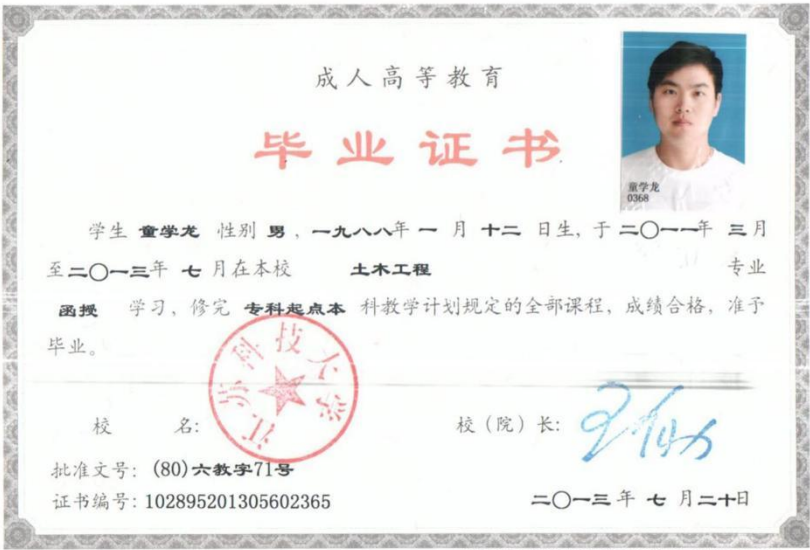 成人高等教育
毕业证书
童学龙
0368
学生 童学龙 性别 男，一九八八年 一 月 十二 日生，于 二〇一一年 三月
至二〇一三年 七 月在本校 土木工程 专业
函授 学习，修完 专科起点本 科教学计划规定的全部课程，成绩合格，准予
毕业。
江苏科技大学
校 名：
校（院）长：
批准文号：(80)六教字71号
证书编号：102895201305602365
二〇一三 年 七 月二十日